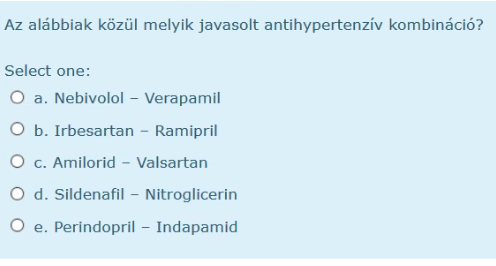 Az alábbiak közül melyik javasolt antihypertenzív kombináció?
Select one:
a. Nebivolol – Verapamil
b. Irbesartan – Ramipril
c. Amilorid – Valsartan
d. Sildenafil – Nitroglicerin
e. Perindopril – Indapamid